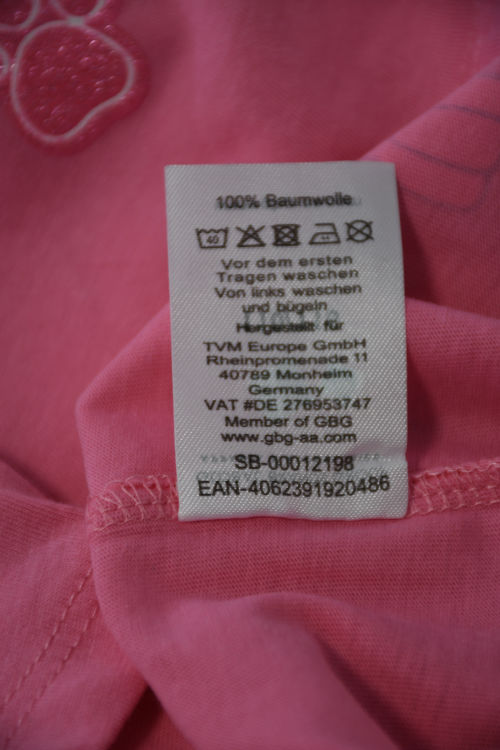 100% Baumwolle
40
Vor dem ersten
Tragen waschen
Von links waschen
und bügeln
Hergestellt für
TVM Europe GmbH
Rheinpromenade 11
40789 Monheim
Germany
VAT #DE 276953747
Member of GBG
www.gbg-aa.com
SB-00012198
EAN-4062391920486